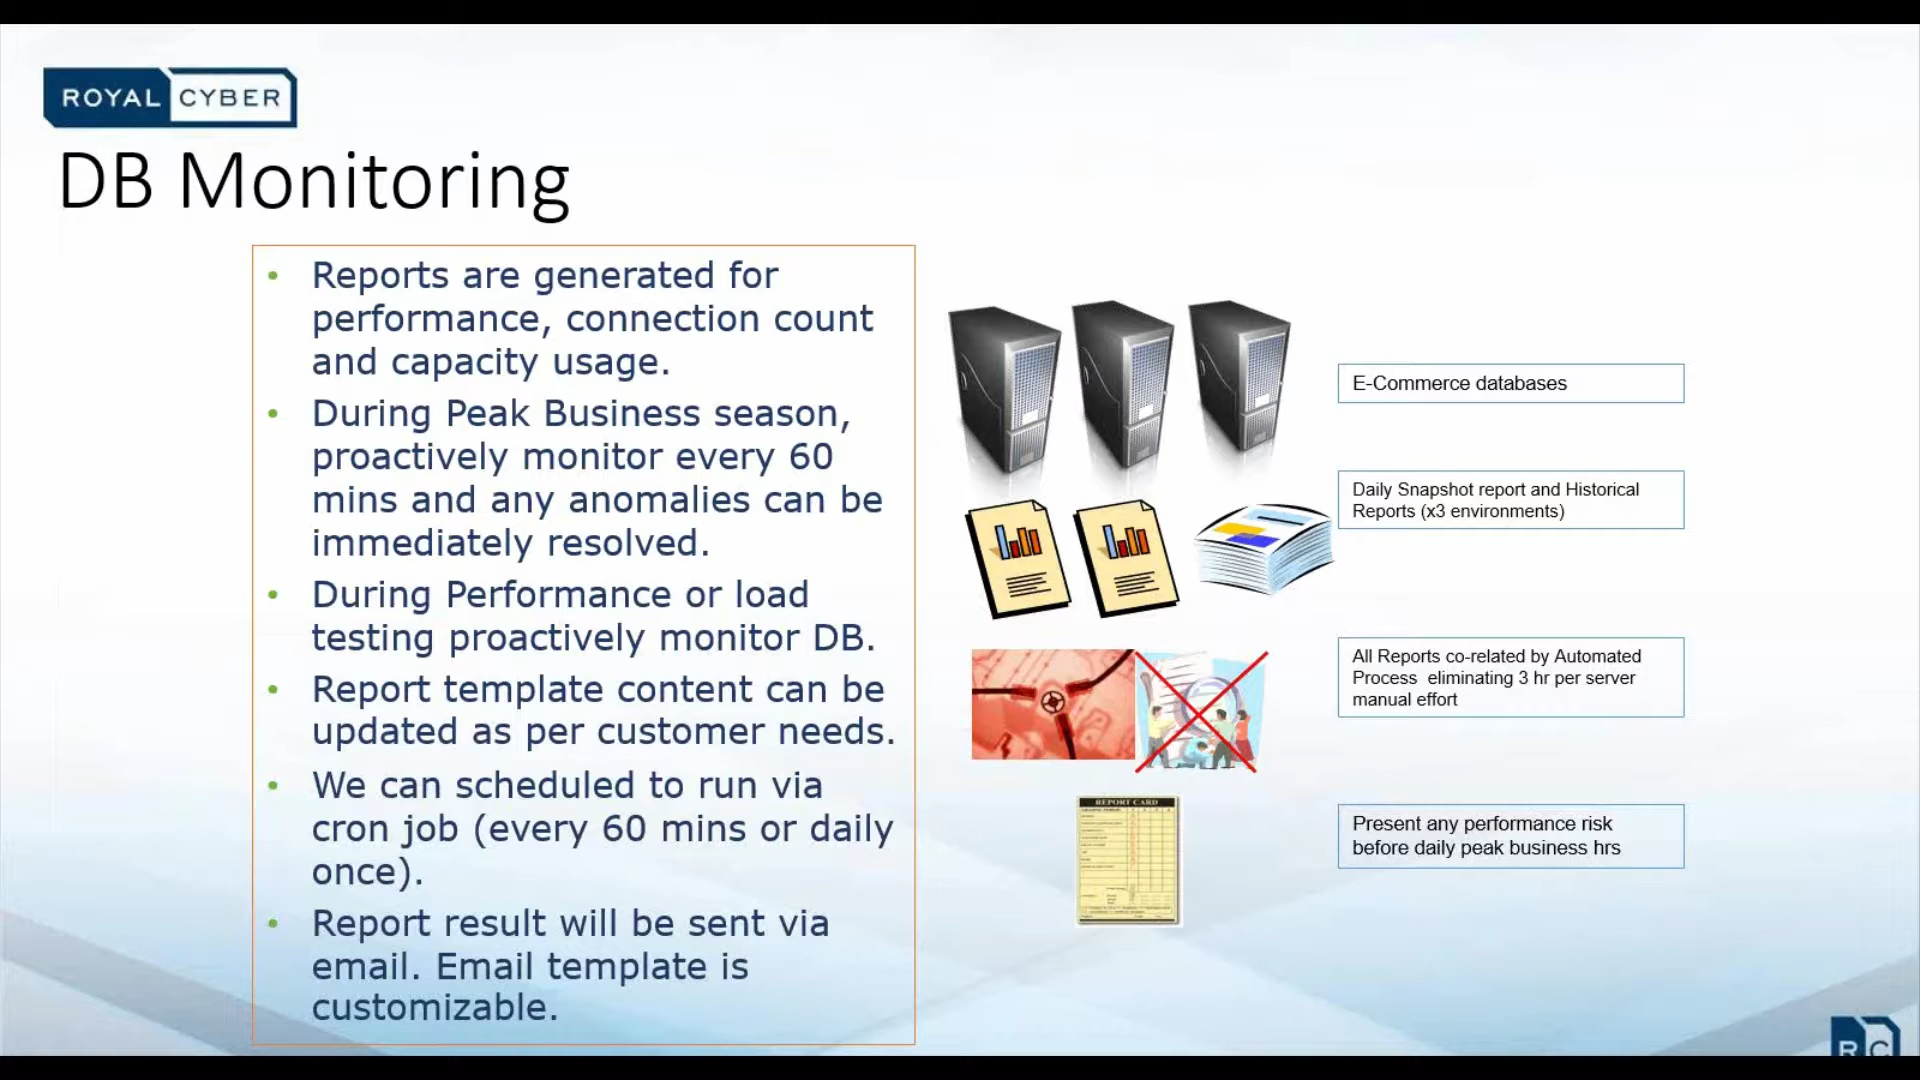 ROYAL CYBER
DB Monitoring
• Reports are generated for
performance, connection count
and capacity usage.
• During Peak Business season,
proactively monitor every 60
mins and any anomalies can be
immediately resolved.
• During Performance or load
testing proactively monitor DB.
• Report template content can be
updated as per customer needs.
• We can scheduled to run via
cron job (every 60 mins or daily
once).
• Report result will be sent via
email. Email template is
customizable.
E-Commerce databases
Daily Snapshot report and Historical
Reports (x3 environments)
All Reports co-related by Automated
Process eliminating 3 hr per server
manual effort
REPORT CARD
Present any performance risk
before daily peak business hrs
RC